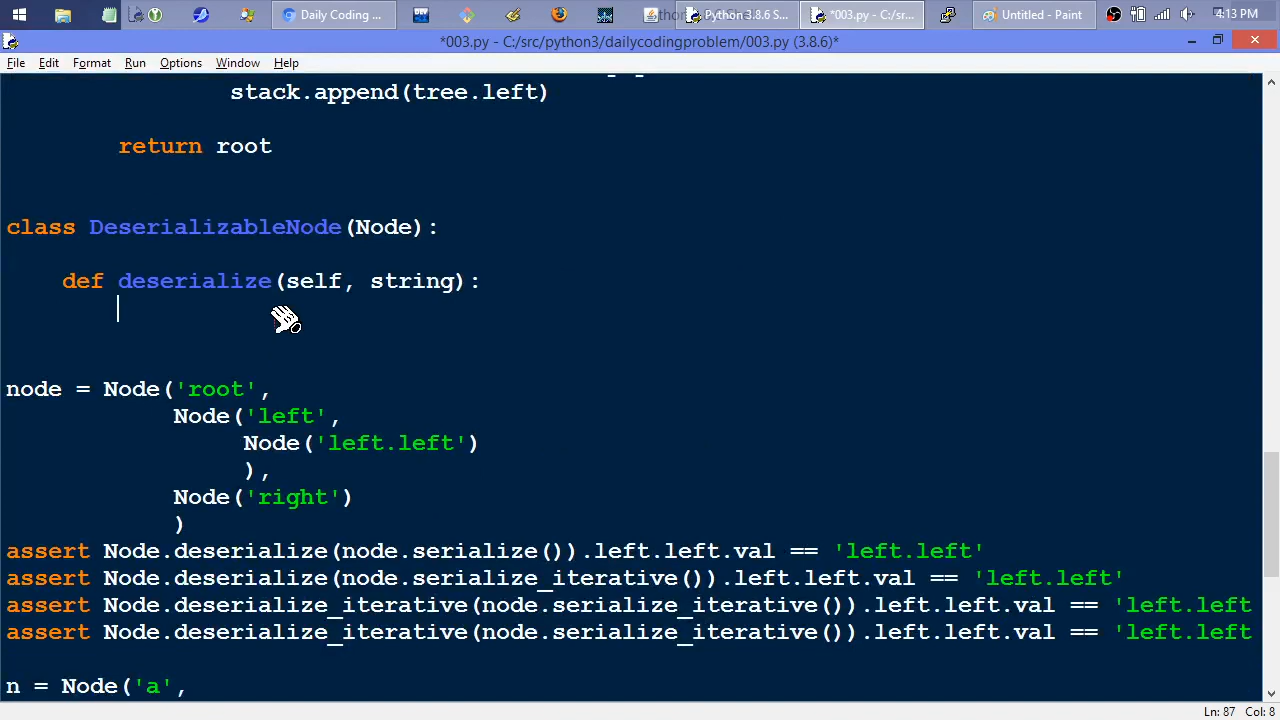 Daily Coding ...
Python 3.8.6 S...
*003.py - C:/sr...
Untitled - Paint
4:13 PM
*003.py - C:/src/python3/dailycodingproblem/003.py (3.8.6)*
File Edit Format Run Options Window Help
stack.append(tree.left)
return root
class DeserializableNode(Node):
def deserialize(self, string):
node = Node('root',
Node('left',
Node('left.left')
),
Node('right')
)
assert Node.deserialize(node.serialize()).left.left.val == 'left.left'
assert Node.deserialize(node.serialize_iterative()).left.left.val == 'left.left'
assert Node.deserialize_iterative(node.serialize_iterative()).left.left.val == 'left.left
assert Node.deserialize_iterative(node.serialize_iterative()).left.left.val == 'left.left
n = Node('a',
Ln: 87 Col: 8